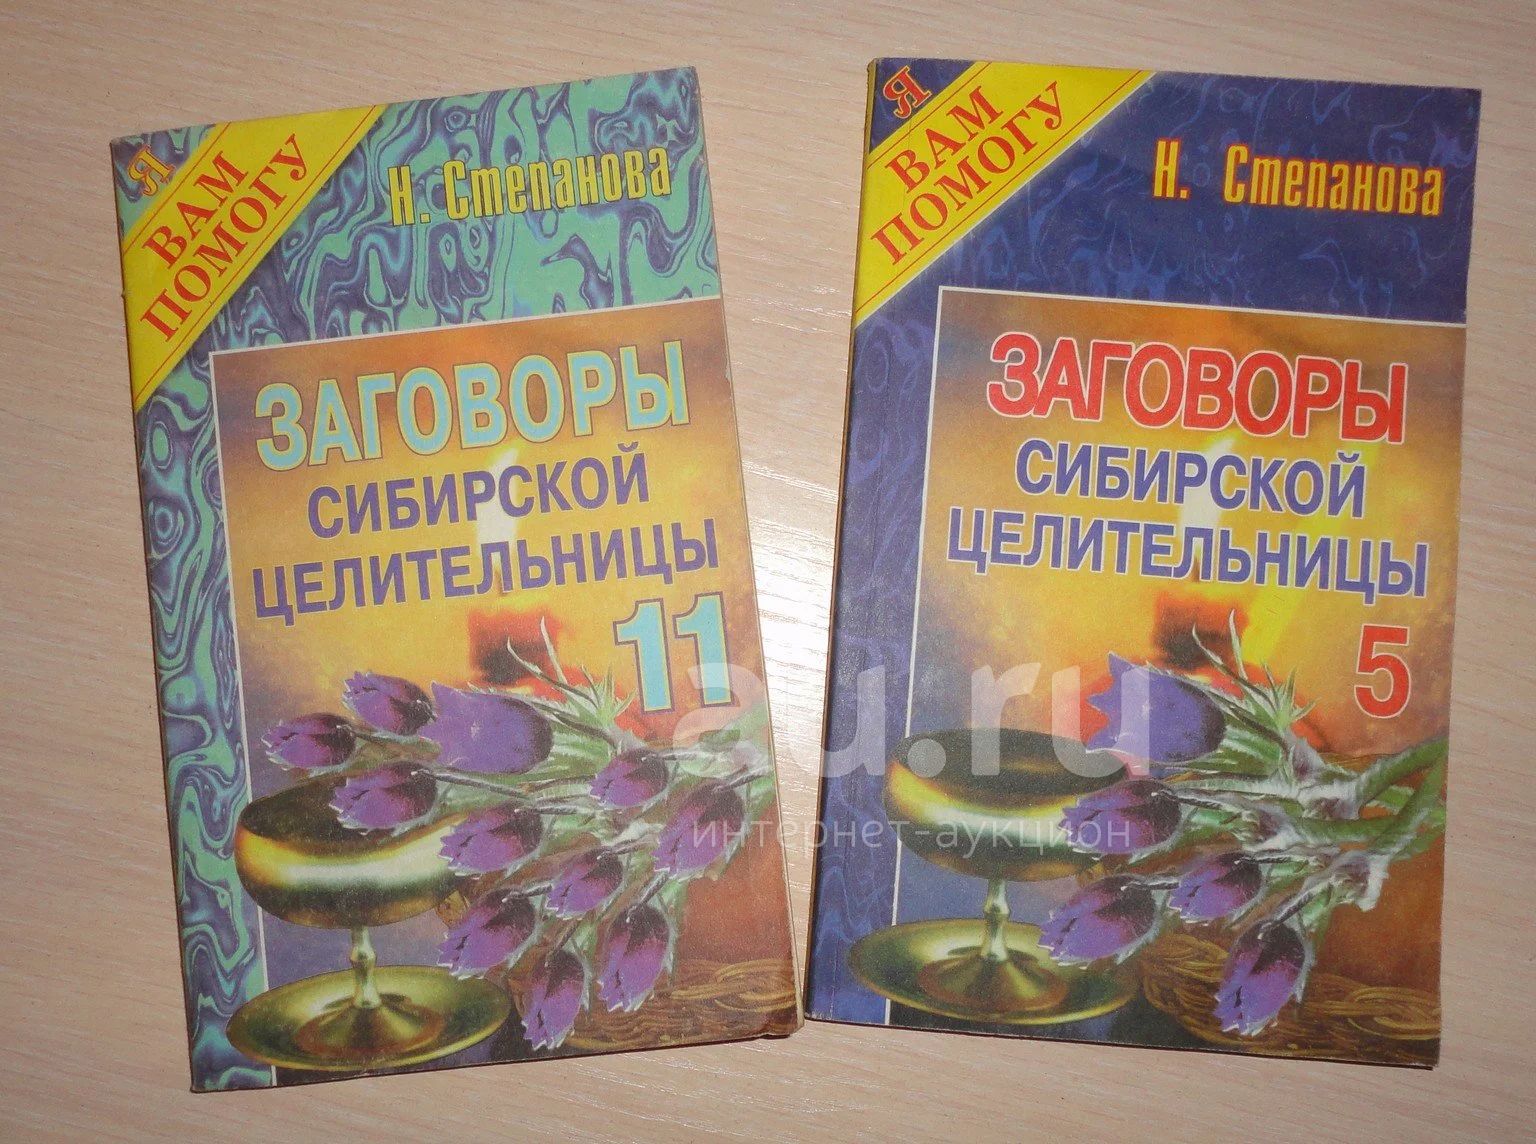 Я
ВАМ
ПОМОГУ
Н. Степанова
ЗАГОВОРЫ
СИБИРСКОЙ
ЦЕЛИТЕЛЬНИЦЫ
11
Я
ВАМ
ПОМОГУ
Н. Степанова
ЗАГОВОРЫ
СИБИРСКОЙ
ЦЕЛИТЕЛЬНИЦЫ
5
au.ru
интернет-аукцион